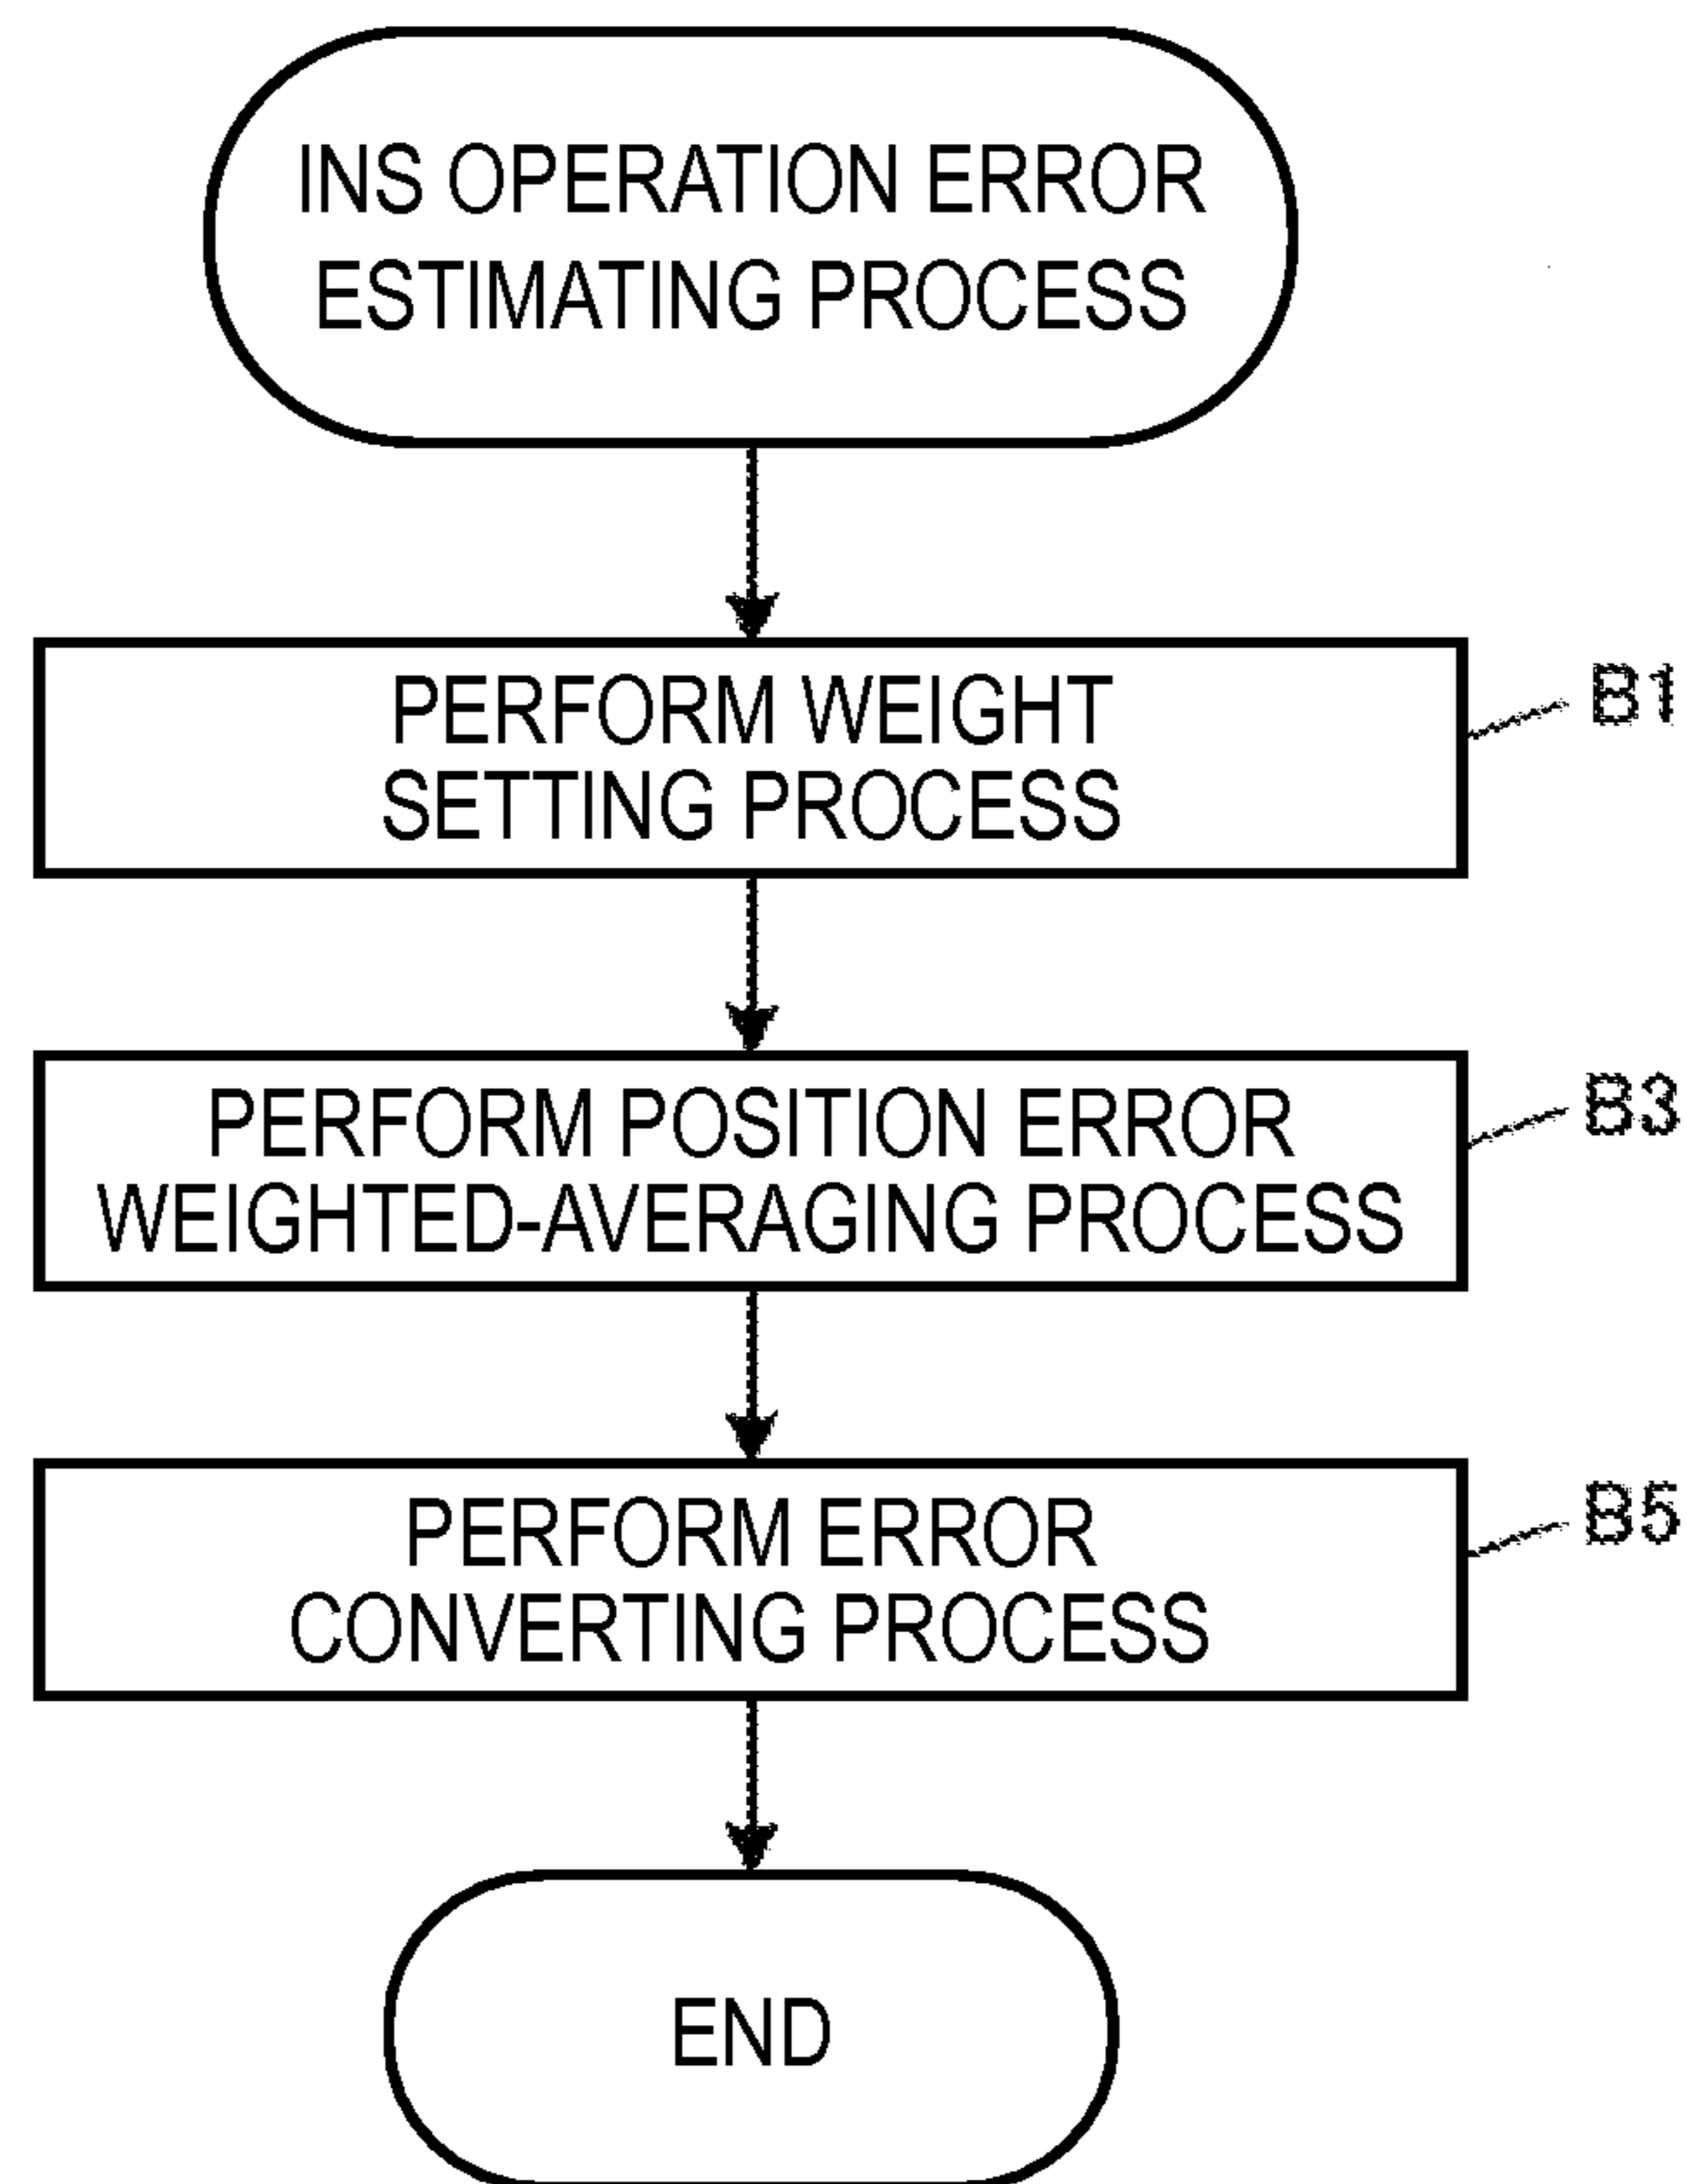 INS OPERATION ERROR
ESTIMATING PROCESS
PERFORM WEIGHT
SETTING PROCESS
B1
PERFORM POSITION ERROR
WEIGHTED-AVERAGING PROCESS
B3
PERFORM ERROR
CONVERTING PROCESS
B5
END